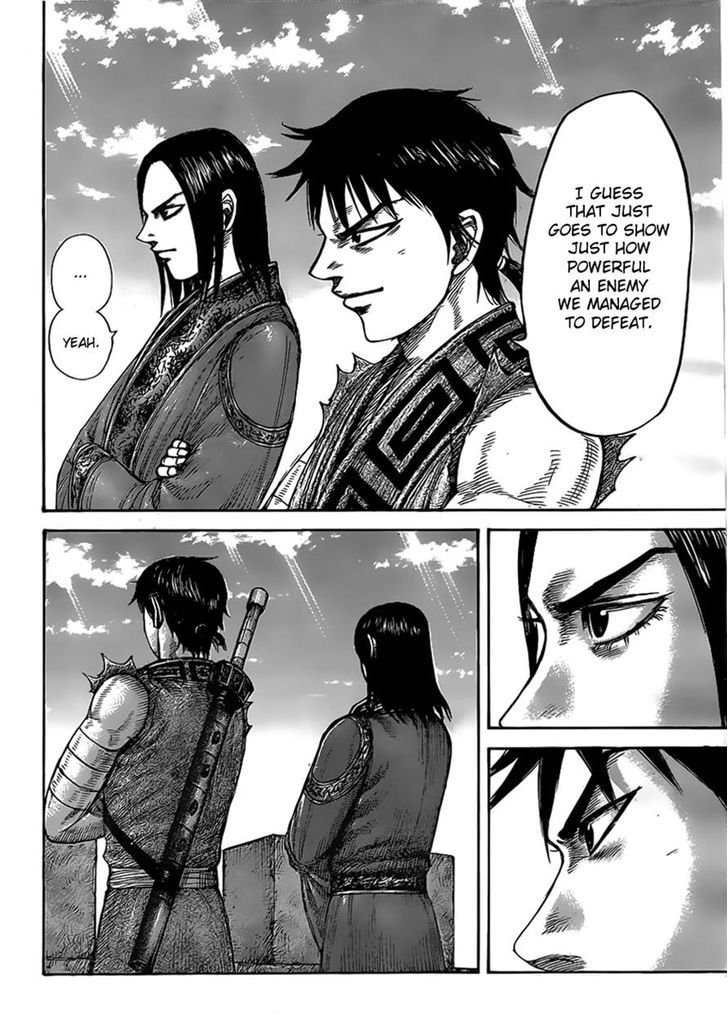 I GUESS
THAT JUST
GOES TO SHOW
JUST HOW
POWERFUL
AN ENEMY
WE MANAGED
TO DEFEAT.
...
YEAH.